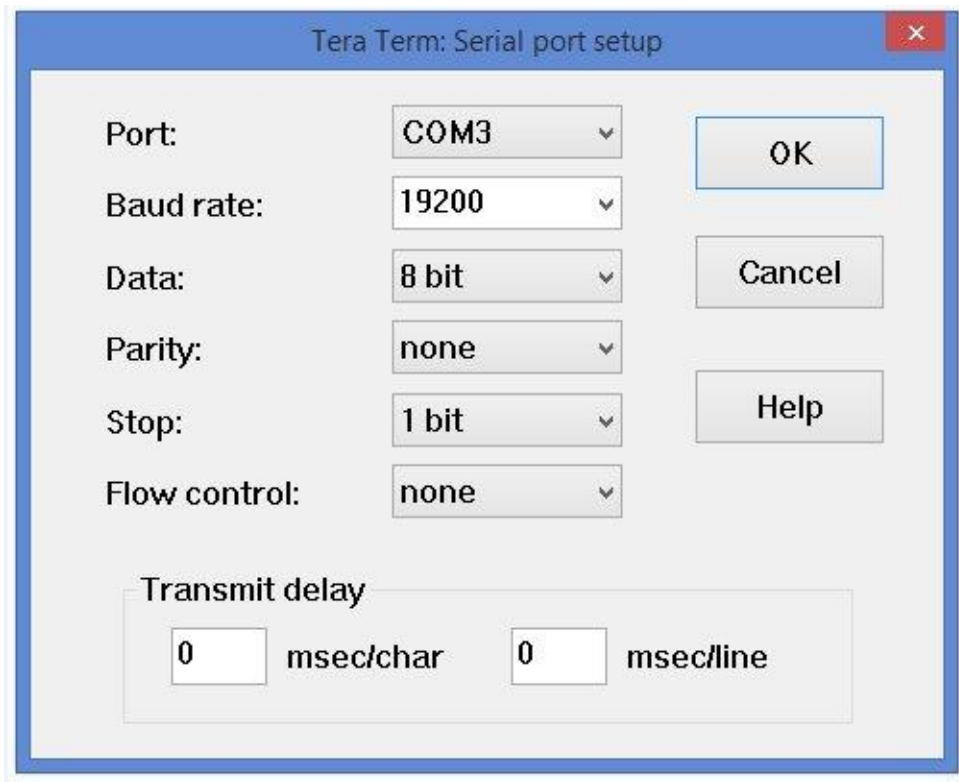 Tera Term: Serial port setup
Port: COM3
OK
Baud rate: 19200
Data: 8 bit
Cancel
Parity: none
Stop: 1 bit
Help
Flow control: none
Transmit delay
0 msec/char 0 msec/line